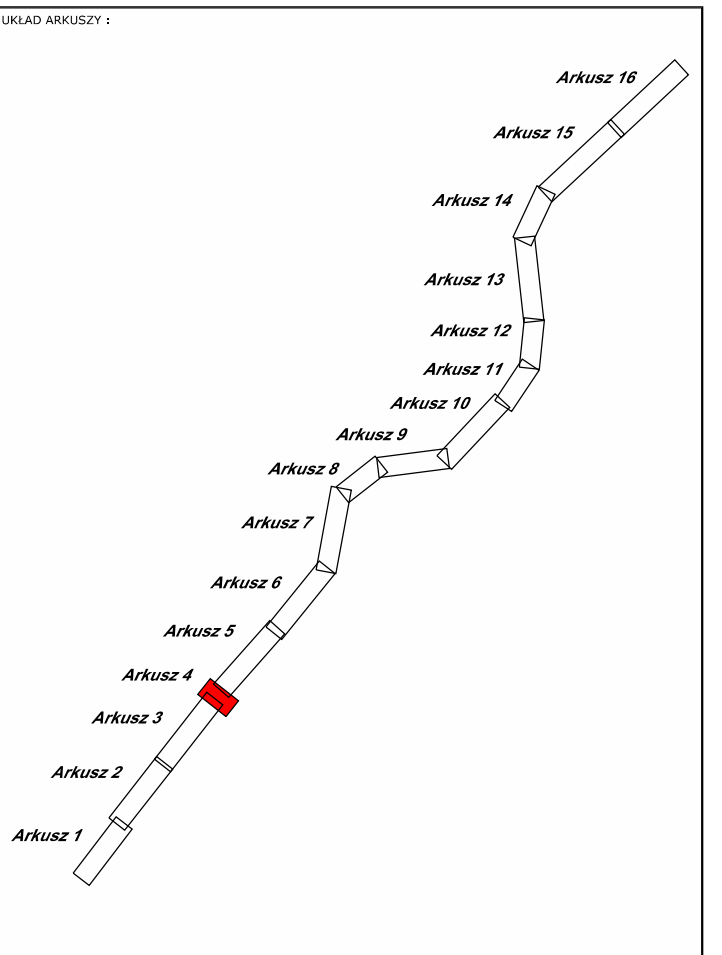 UKŁAD ARKUSZY :
Arkusz 16
Arkusz 15
Arkusz 14
Arkusz 13
Arkusz 12
Arkusz 11
Arkusz 10
Arkusz 9
Arkusz 8
Arkusz 7
Arkusz 6
Arkusz 5
Arkusz 4
Arkusz 3
Arkusz 2
Arkusz 1